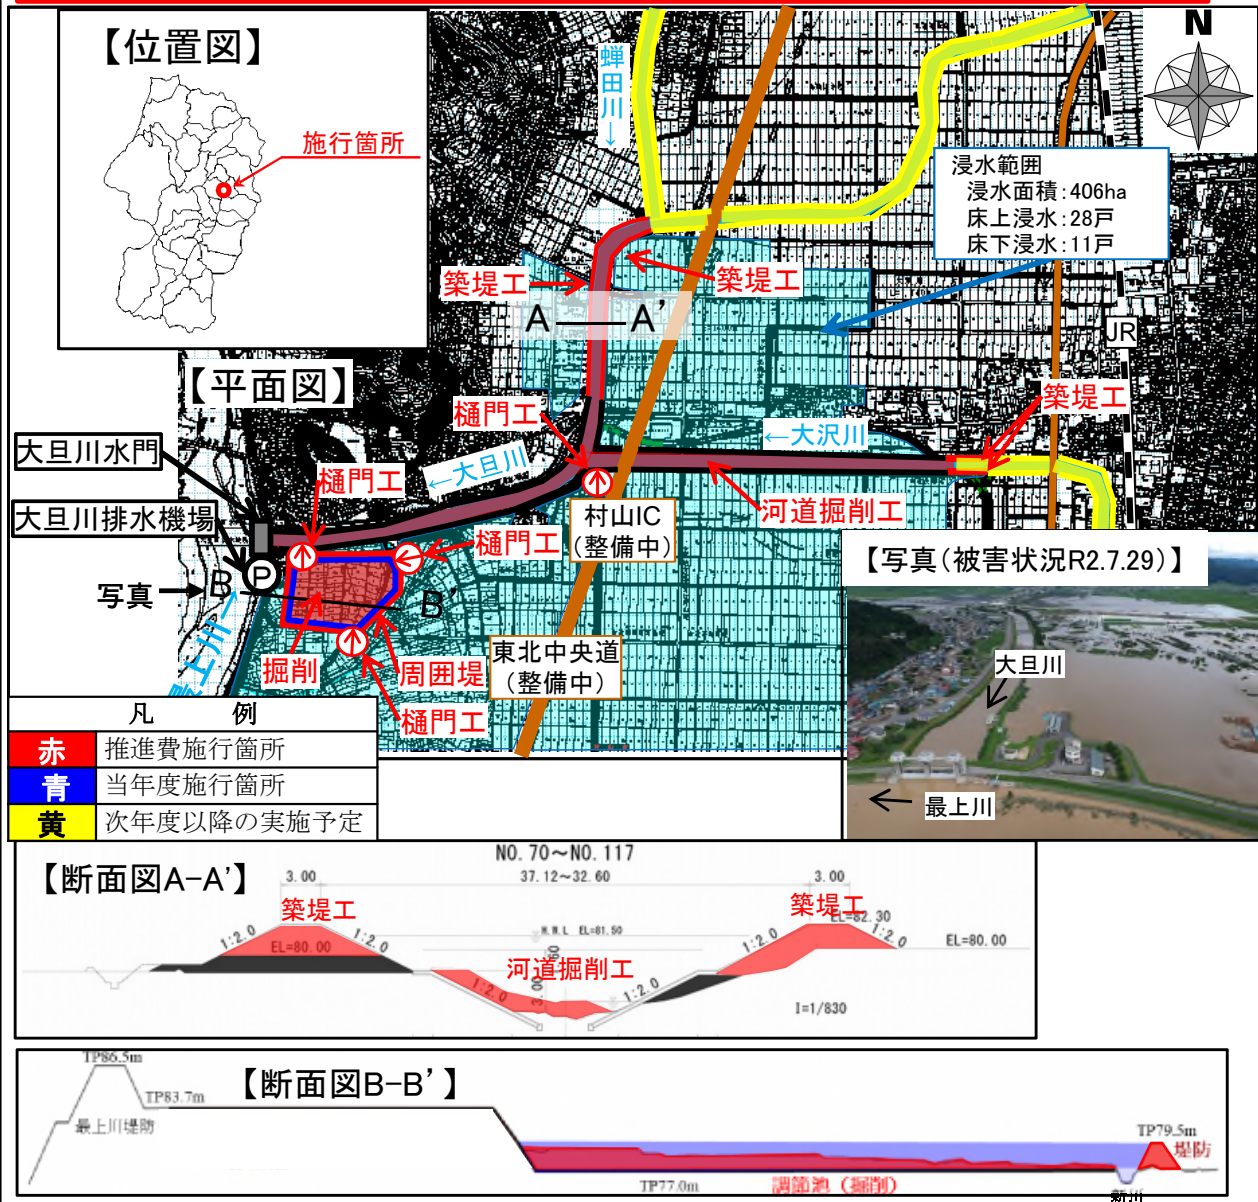 【位置図】
施行箇所
蝉田川→
N
浸水範囲
浸水面積:406ha
床上浸水:28戸
床下浸水:11戸
築堤工
築堤工
A
A'
JR
【平面図】
築堤工
樋門工
←大沢川
大旦川水門
←大旦川
樋門工
河道掘削工
大旦川排水機場
村山IC
(整備中)
樋門工
【写真(被害状況R2.7.29)】
P
写真
B
B'
最上川→
東北中央道
(整備中)
掘削
周囲堤
樋門工
大旦川
最上川
凡 例
赤 推進費施行箇所
青 当年度施行箇所
黄 次年度以降の実施予定
【断面図A-A'】
NO.70~NO.117
37.12~32.60
3.00
3.00
築堤工
築堤工
EL=82.30
1:2.0
1:2.0
EL=80.00
H.W.L EL=81.50
1:2.0
1:2.0
EL=80.00
河道掘削工
1:2.0
3.00
1:2.0
I=1/830
【断面図B-B'】
TP86.5m
TP83.7m
最上川堤防
TP79.5m
堤防
TP77.0m
調節池(掘削)